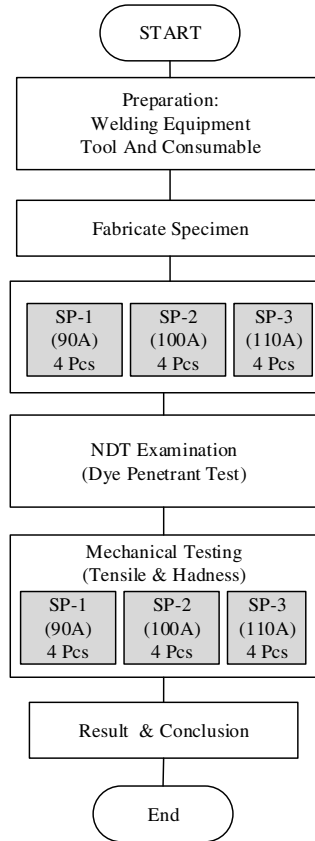 START
Preparation:
Welding Equipment
Tool And Consumable
Fabricate Specimen
SP-1
(90A)
4 Pcs
SP-2
(100A)
4 Pcs
SP-3
(110A)
4 Pcs
NDT Examination
(Dye Penetrant Test)
Mechanical Testing
(Tensile & Hadness)
SP-1
(90A)
4 Pcs
SP-2
(100A)
4 Pcs
SP-3
(110A)
4 Pcs
Result & Conclusion
End